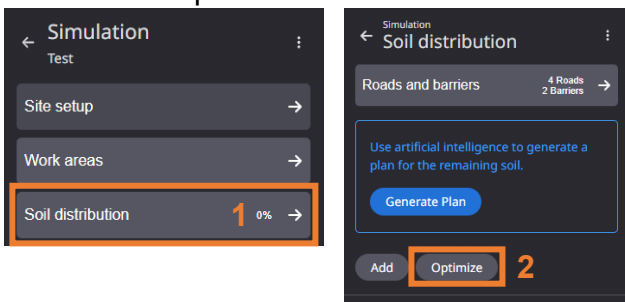 Simulation
Test
Site setup
Work areas
Soil distribution 1 0%
Simulation
Soil distribution
Roads and barriers 4 Roads
2 Barriers
Use artificial intelligence to generate a
plan for the remaining soil.
Generate Plan
Add Optimize 2